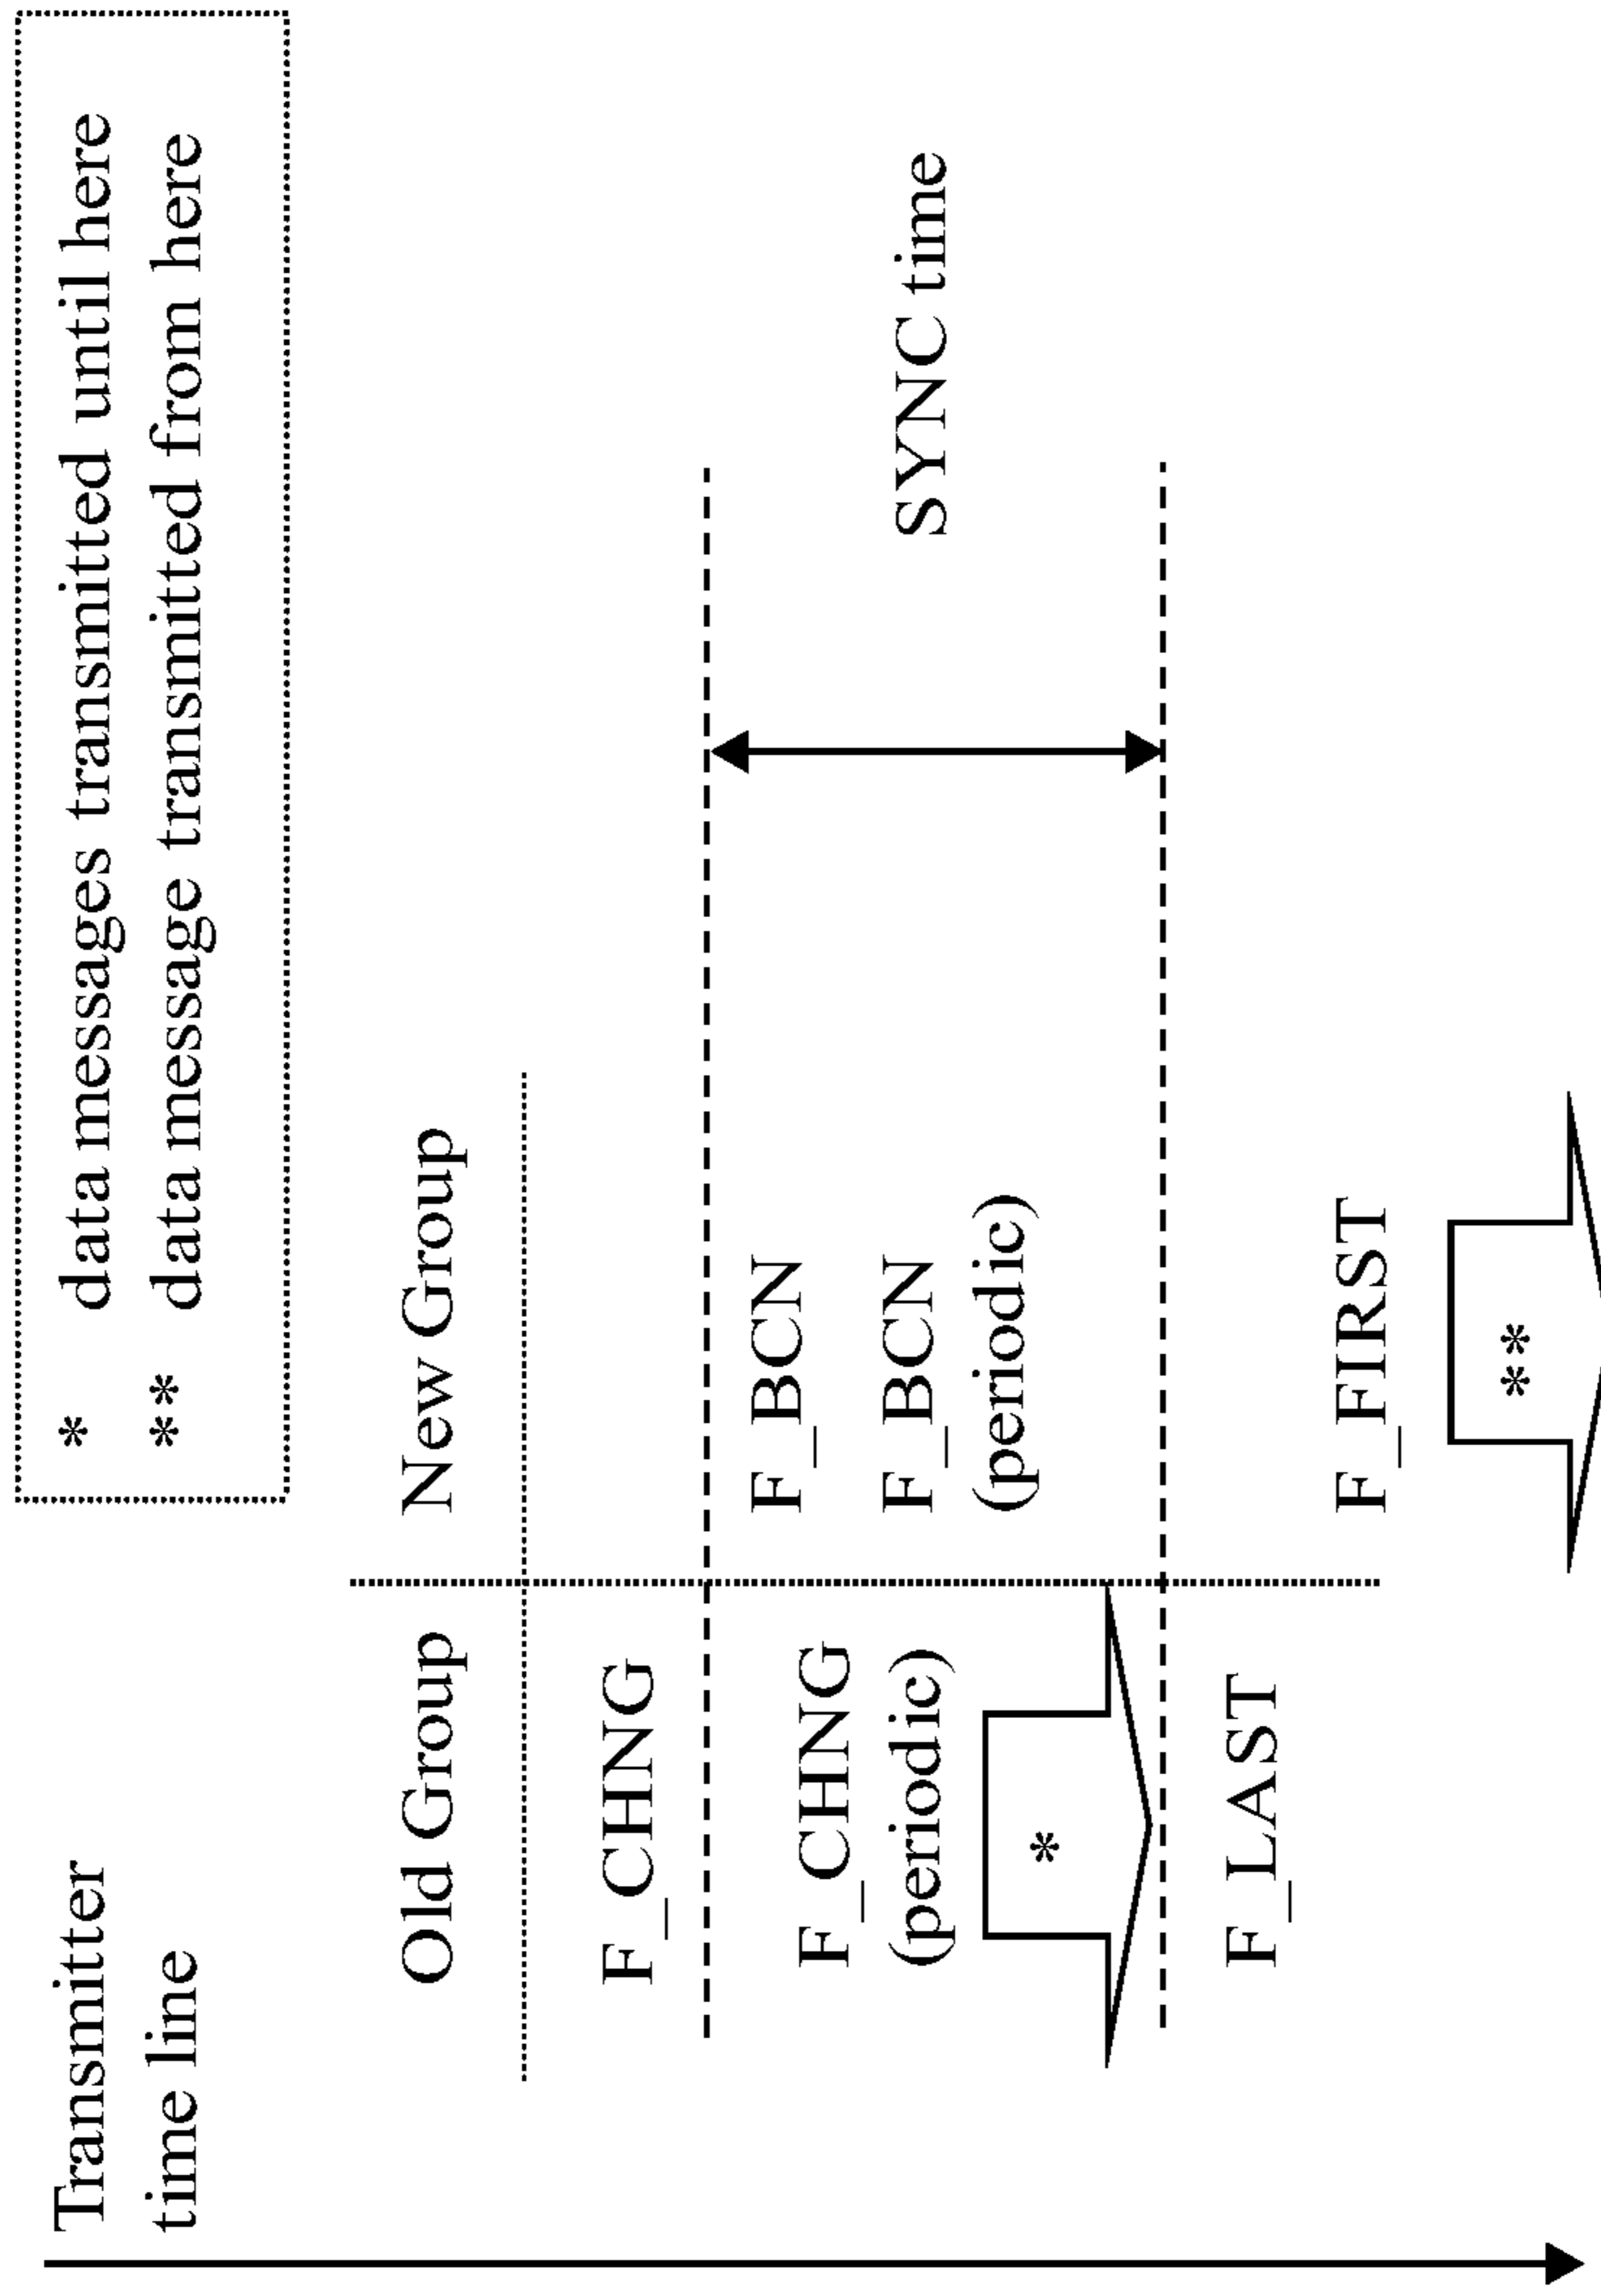 Transmitter
time line
* data messages transmitted until here
** data message transmitted from here
Old Group New Group
F_CHNG
F_BCN
F_CHNG
(periodic)
F_BCN
(periodic)
SYNC time
*
F_LAST
F_FIRST
**